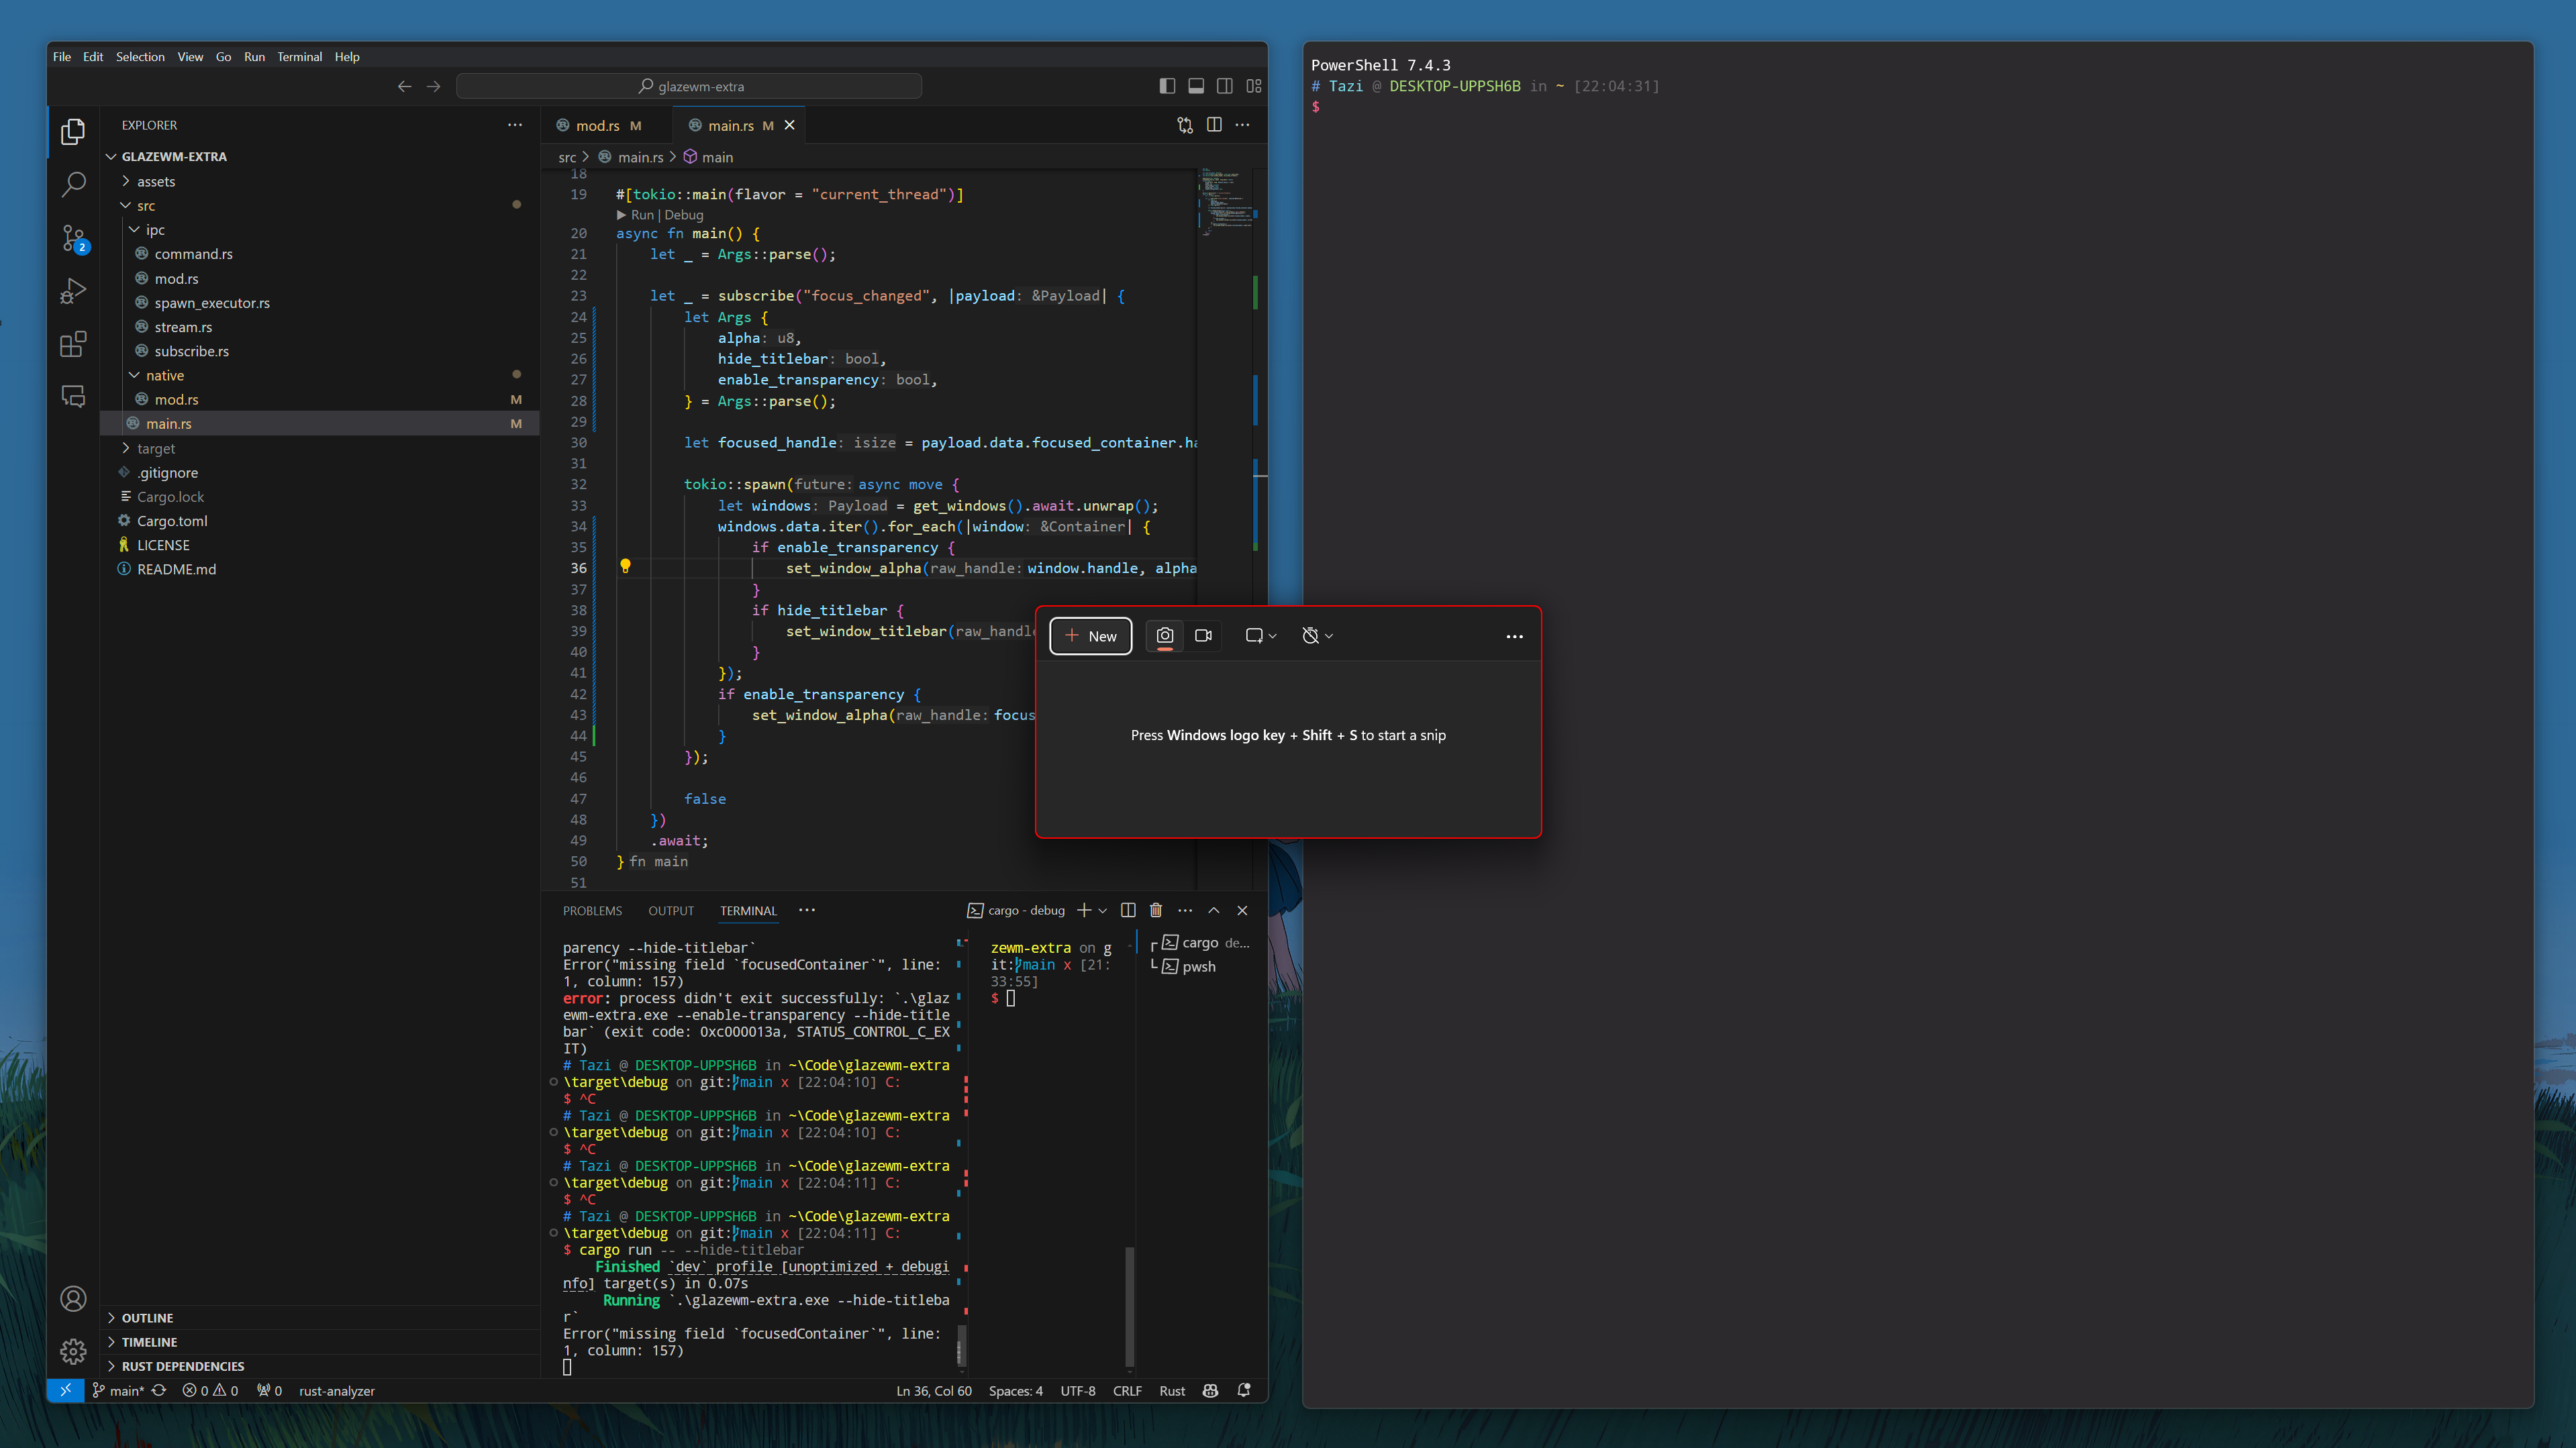 File Edit Selection View Go Run Terminal Help
glazewm-extra
EXPLORER
GLAZEWM-EXTRA
assets
src
ipc
command.rs
mod.rs
spawn_executor.rs
stream.rs
subscribe.rs
native
mod.rs M
main.rs M
target
.gitignore
Cargo.lock
Cargo.toml
LICENSE
README.md
OUTLINE
TIMELINE
RUST DEPENDENCIES
2
mod.rs M main.rs M
src > main.rs > main
18
19 #[tokio::main(flavor = "current_thread")]
Run | Debug
20 async fn main() {
21 let _ = Args::parse();
22
23 let _ = subscribe("focus_changed", |payload: &Payload| {
24 let Args {
25 alpha: u8,
26 hide_titlebar: bool,
27 enable_transparency: bool,
28 } = Args::parse();
29
30 let focused_handle: isize = payload.data.focused_container.ha
31
32 tokio::spawn(future: async move {
33 let windows: Payload = get_windows().await.unwrap();
34 windows.data.iter().for_each(|window: &Container| {
35 if enable_transparency {
36 set_window_alpha(raw_handle: window.handle, alpha
37 }
38 if hide_titlebar {
39 set_window_titlebar(raw_handle
40 }
41 });
42 if enable_transparency {
43 set_window_alpha(raw_handle: focus
44 }
45 });
46
47 false
48 })
49 .await;
50 } fn main
51
PROBLEMS OUTPUT TERMINAL cargo - debug
parency --hide-titlebar`
Error("missing field `focusedContainer`", line:
1, column: 157)
error: process didn't exit successfully: `.\glaz
ewm-extra.exe --enable-transparency --hide-title
bar` (exit code: 0xc000013a, STATUS_CONTROL_C_EX
IT)
# Tazi @ DESKTOP-UPPSH6B in ~\Code\glazewm-extra
\target\debug on git:main x [22:04:10] C:
$ ^C
# Tazi @ DESKTOP-UPPSH6B in ~\Code\glazewm-extra
\target\debug on git:main x [22:04:10] C:
$ ^C
# Tazi @ DESKTOP-UPPSH6B in ~\Code\glazewm-extra
\target\debug on git:main x [22:04:11] C:
$ ^C
# Tazi @ DESKTOP-UPPSH6B in ~\Code\glazewm-extra
\target\debug on git:main x [22:04:11] C:
$ cargo run -- --hide-titlebar
Finished `dev` profile [unoptimized + debugi
nfo] target(s) in 0.07s
Running `.\glazewm-extra.exe --hide-titleba
r`
Error("missing field `focusedContainer`", line:
1, column: 157)
zewm-extra on g
it:main x [21:
33:55]
$
cargo de...
pwsh
main* 0 0 0 rust-analyzer Ln 36, Col 60 Spaces: 4 UTF-8 CRLF Rust
New
Press Windows logo key + Shift + S to start a snip
PowerShell 7.4.3
# Tazi @ DESKTOP-UPPSH6B in ~ [22:04:31]
$